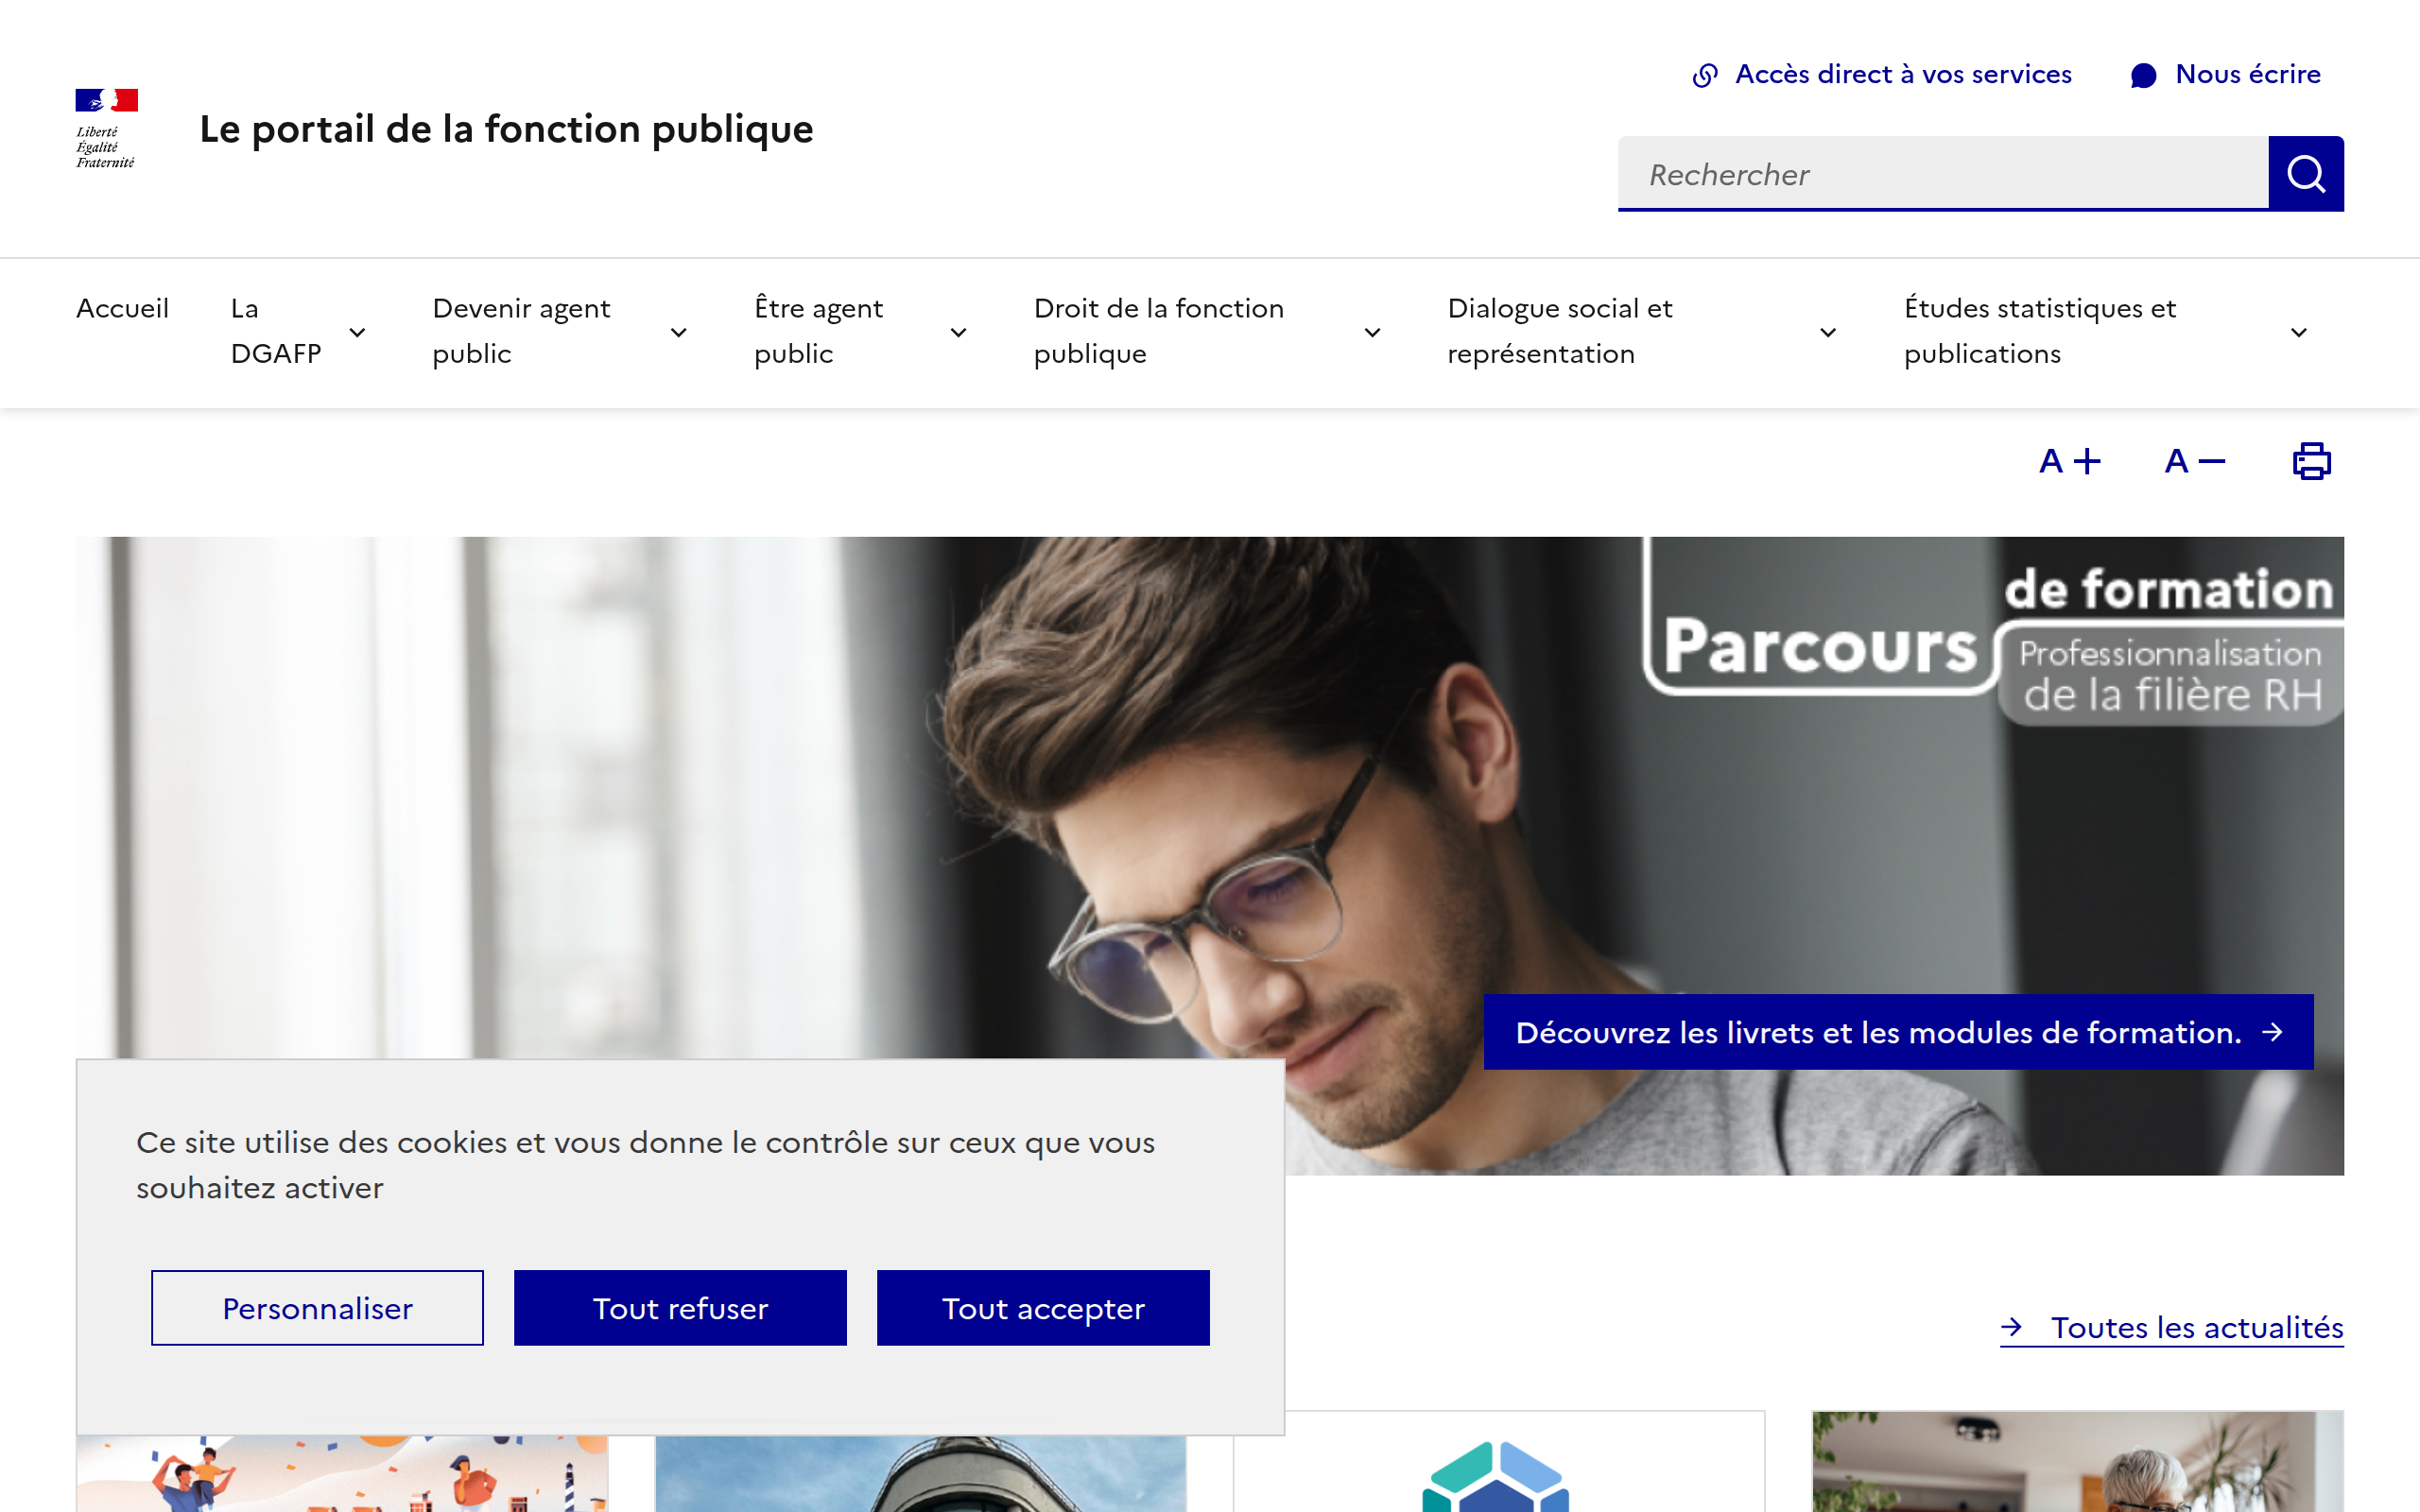 Accès direct à vos services
Nous écrire
Liberté
Égalité
Fraternité
Le portail de la fonction publique
Rechercher
Accueil
La
DGAFP
Devenir agent
public
Être agent
public
Droit de la fonction
publique
Dialogue social et
représentation
Études statistiques et
publications
A +
A −
de formation
Parcours
Professionnalisation
de la filière RH
Découvrez les livrets et les modules de formation.
Ce site utilise des cookies et vous donne le contrôle sur ceux que vous
souhaitez activer
Personnaliser
Tout refuser
Tout accepter
Toutes les actualités